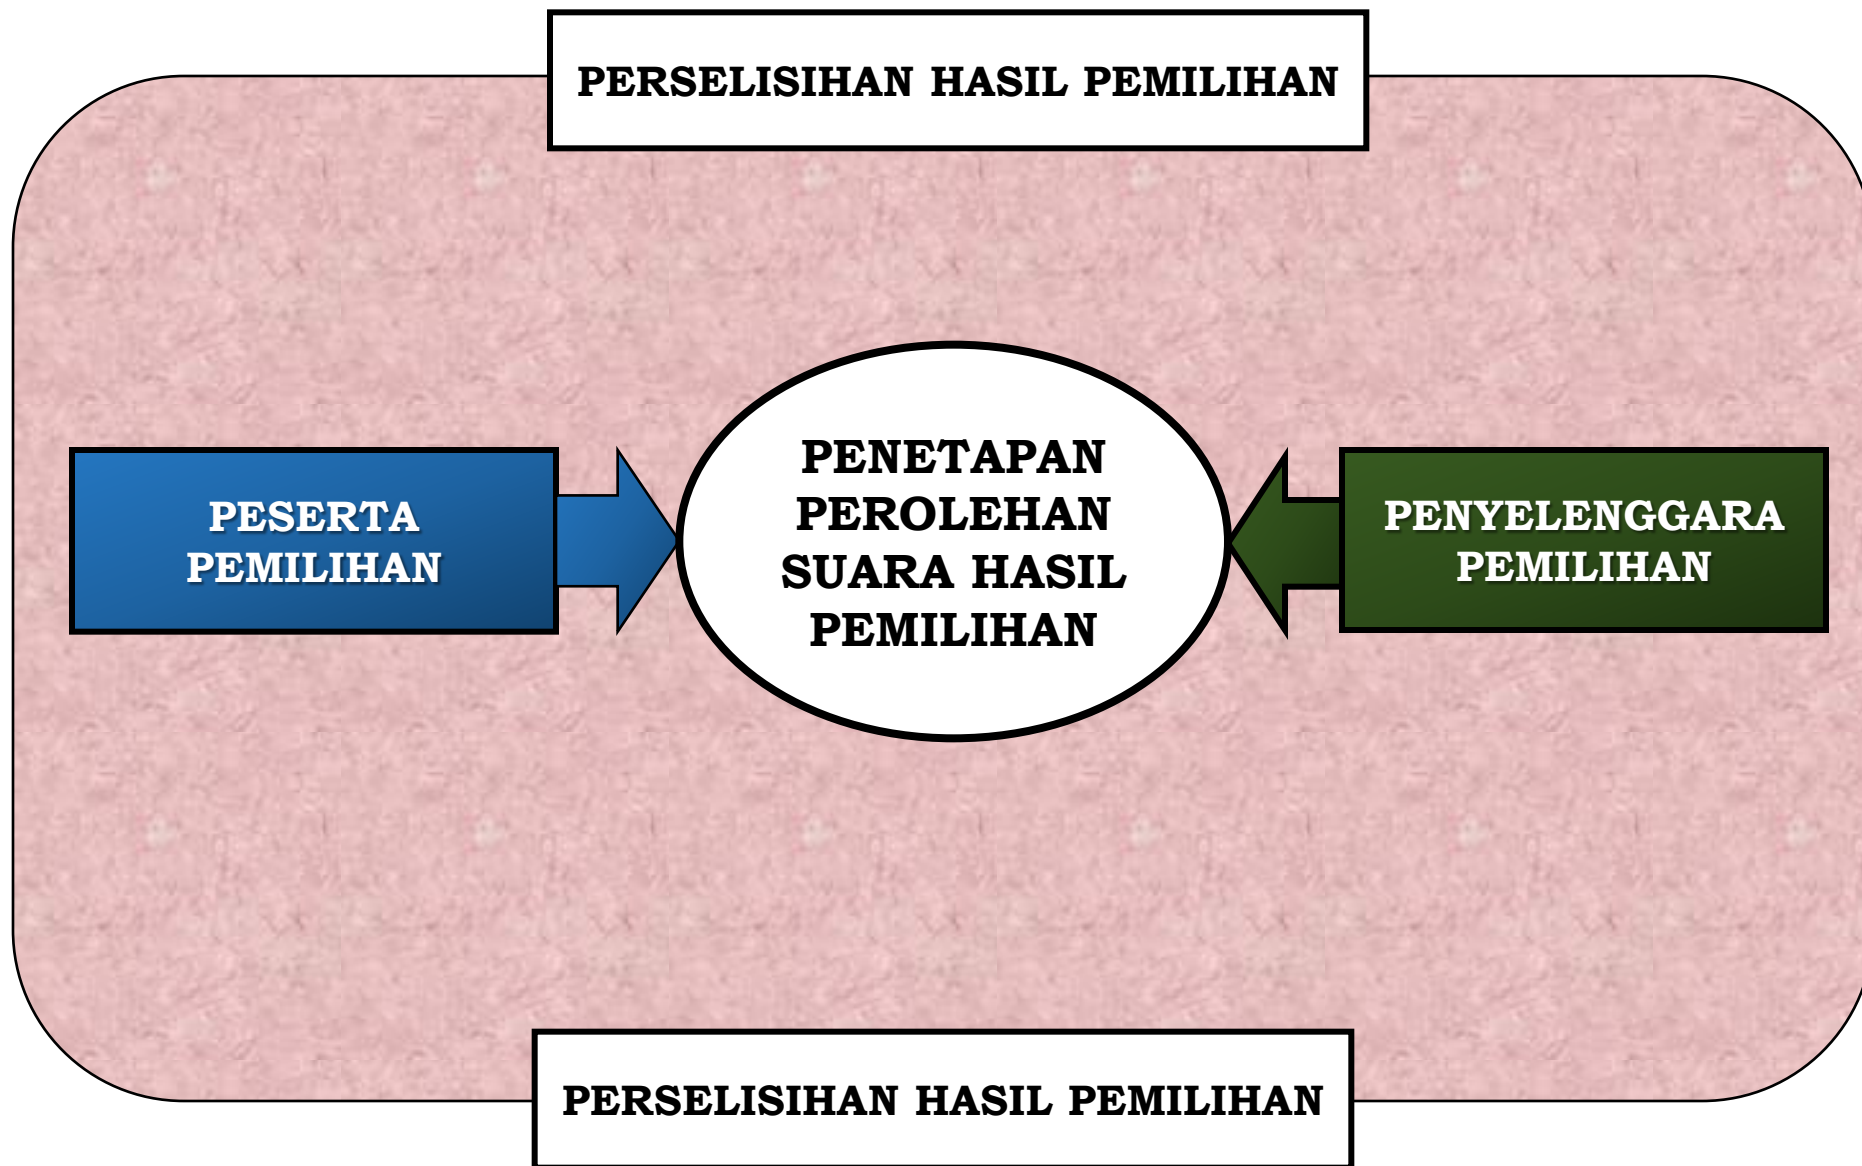 PERSELISIHAN HASIL PEMILIHAN
PESERTA
PEMILIHAN
PENETAPAN
PEROLEHAN
SUARA HASIL
PEMILIHAN
PENYELENGGARA
PEMILIHAN
PERSELISIHAN HASIL PEMILIHAN